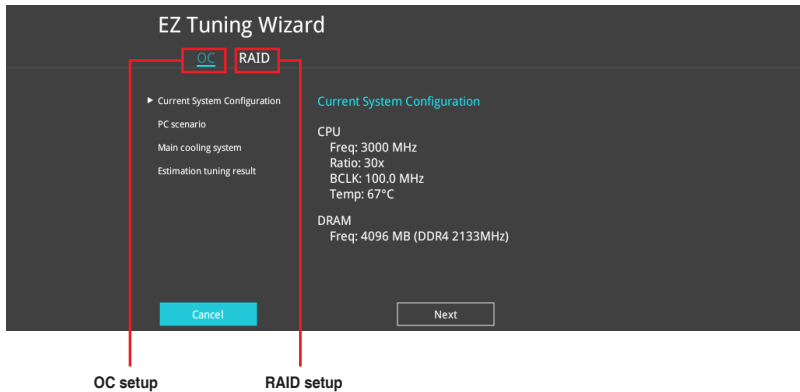 EZ Tuning Wizard
OC RAID
Current System Configuration
PC scenario
Main cooling system
Estimation tuning result
Current System Configuration
CPU
Freq: 3000 MHz
Ratio: 30x
BCLK: 100.0 MHz
Temp: 67°C
DRAM
Freq: 4096 MB (DDR4 2133MHz)
Cancel
Next
OC setup
RAID setup